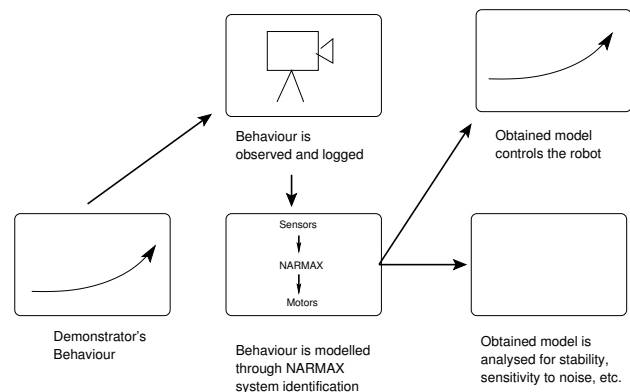 Behaviour is
observed and logged
Obtained model
controls the robot
Sensors
NARMAX
Motors
Demonstrator's
Behaviour
Behaviour is modelled
through NARMAX
system identification
Obtained model is
analysed for stability,
sensitivity to noise, etc.